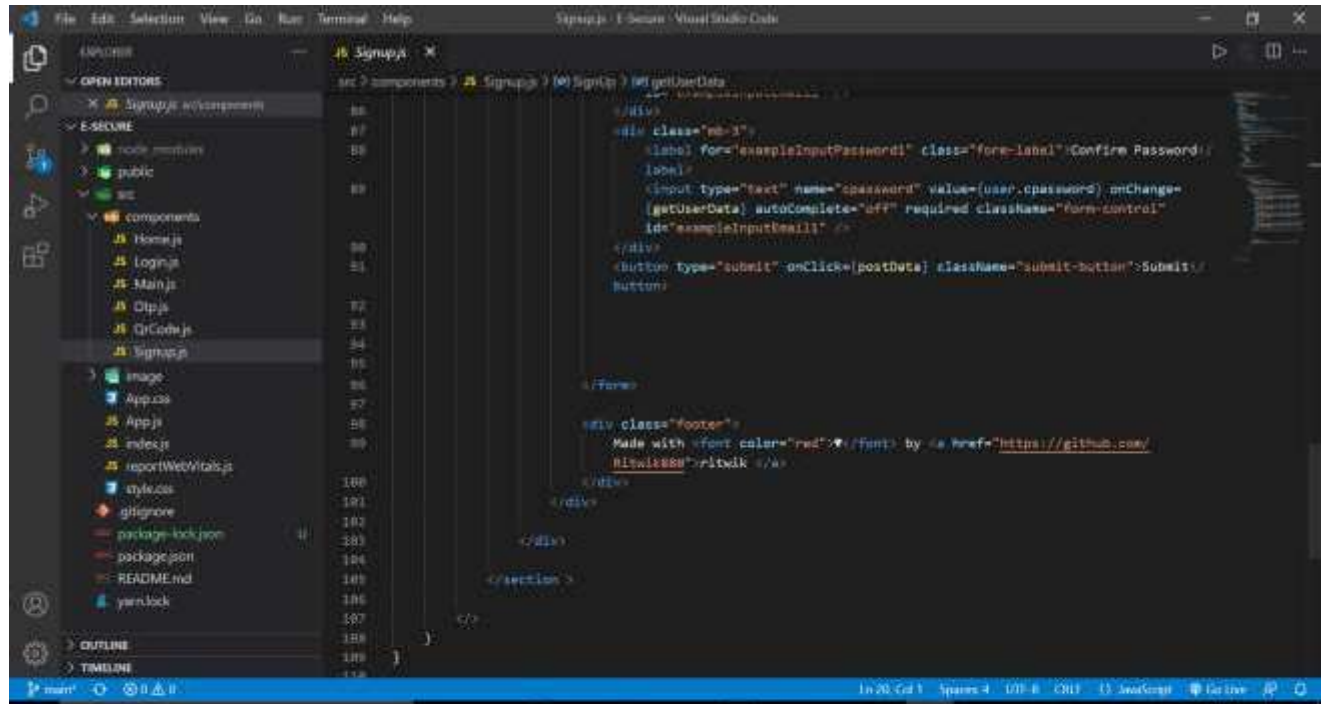 File Edit Selection View Go Run Terminal Help
Signup.js - E-Secure - Visual Studio Code
EXPLORER
OPEN EDITORS
Signup.js src\components
E-SECURE
node_modules
public
src
components
Home.js
Login.js
Main.js
Otp.js
QrCode.js
Signup.js
image
App.css
App.js
index.js
reportWebVitals.js
style.css
.gitignore
package-lock.json U
package.json
README.md
yarn.lock
OUTLINE
TIMELINE
Signup.js
src > components > Signup.js > SignUp > getUserData
86 </div>
87 <div class="mb-3">
88 <label for="exampleInputPassword1" class="form-label">Confirm Password</
label>
89 <input type="text" name="cpassword" value={user.cpassword} onChange=
{getUserData} autoComplete="off" required className="form-control"
id="exampleInputEmail1" />
90 </div>
91 <button type="submit" onClick={postData} className="submit-button">Submit</
button>
92
93
94
95
96 </form>
97
98 <div class="footer">
99 Made with <font color="red">♥</font> by <a href="https://github.com/
Ritwik880">ritwik </a>
100 </div>
101 </div>
102
103 </div>
104
105 </section >
106
107 </>
108 )
109 }
main*
0 0
Ln 20, Col 1 Spaces: 4 UTF-8 CRLF {} JavaScript Go Live